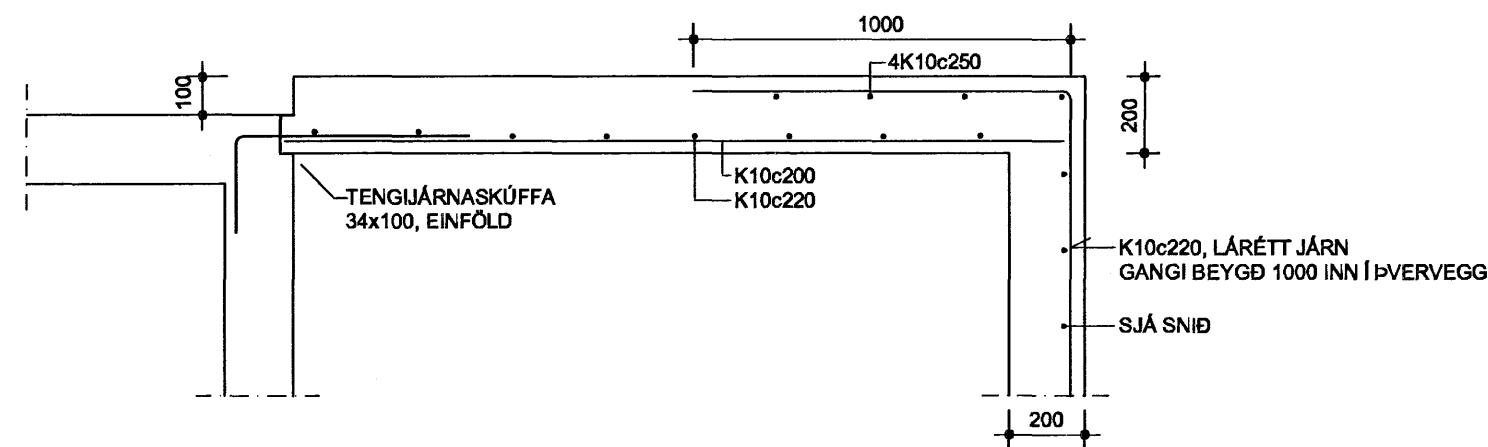 1000
4K10c250
100
200
K10c200
K10c220
TENGIJÁRNASKÚFFA
34x100, EINFÖLD
K10c220, LÁRÉTT JÁRN
GANGI BEYGÐ 1000 INN Í ÞVERVEGG
SJÁ SNIÐ
200